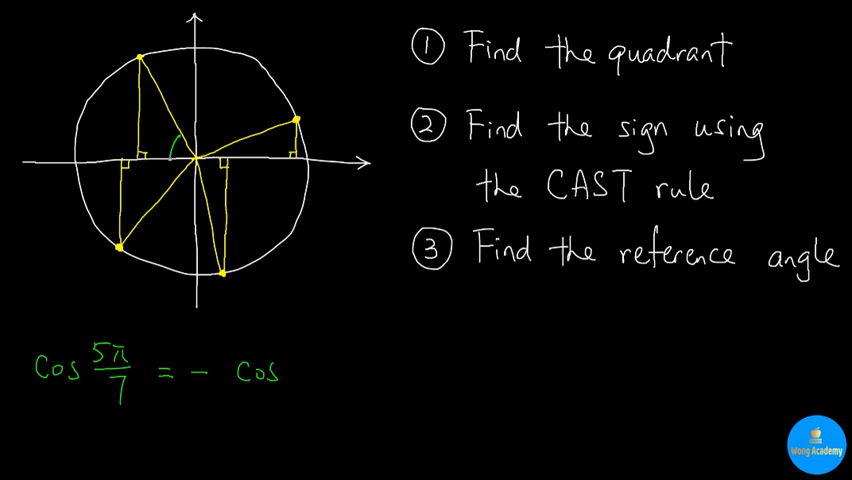 ① Find the quadrant
② Find the sign using
the CAST rule
③ Find the reference angle
cos 5π/7 = - cos
Wong Academy